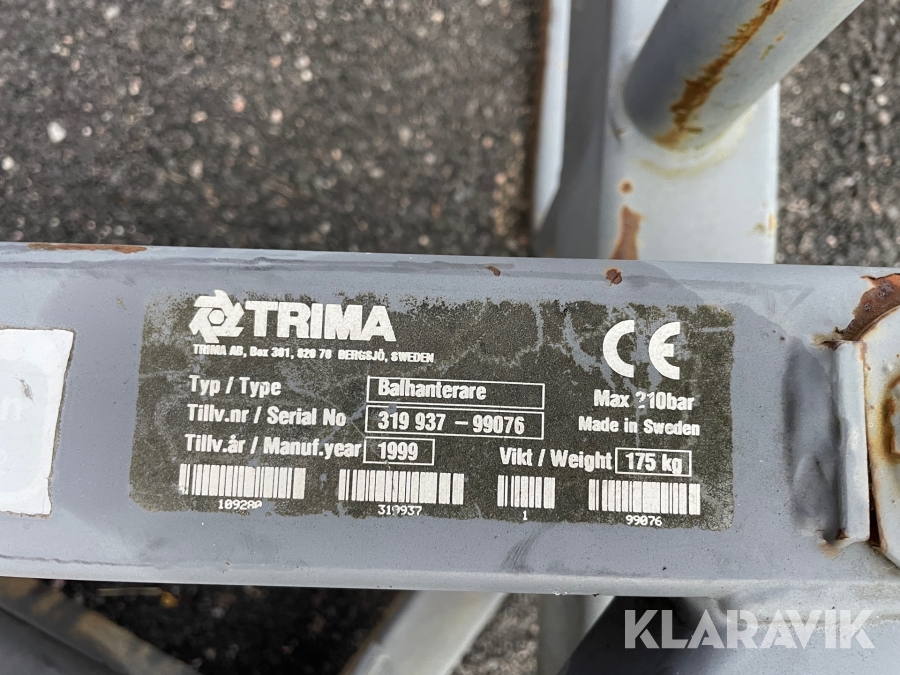 TRIMA
TRIMA AB, Box 301, 820 70 BERGSJÖ, SWEDEN
CE
Typ / Type Balhanterare
Max 210bar
Tillv.nr / Serial No 319 937 - 99076
Made in Sweden
Tillv.år / Manuf.year 1999
Vikt / Weight 175 kg
319937
1
99076
KLARAVIK